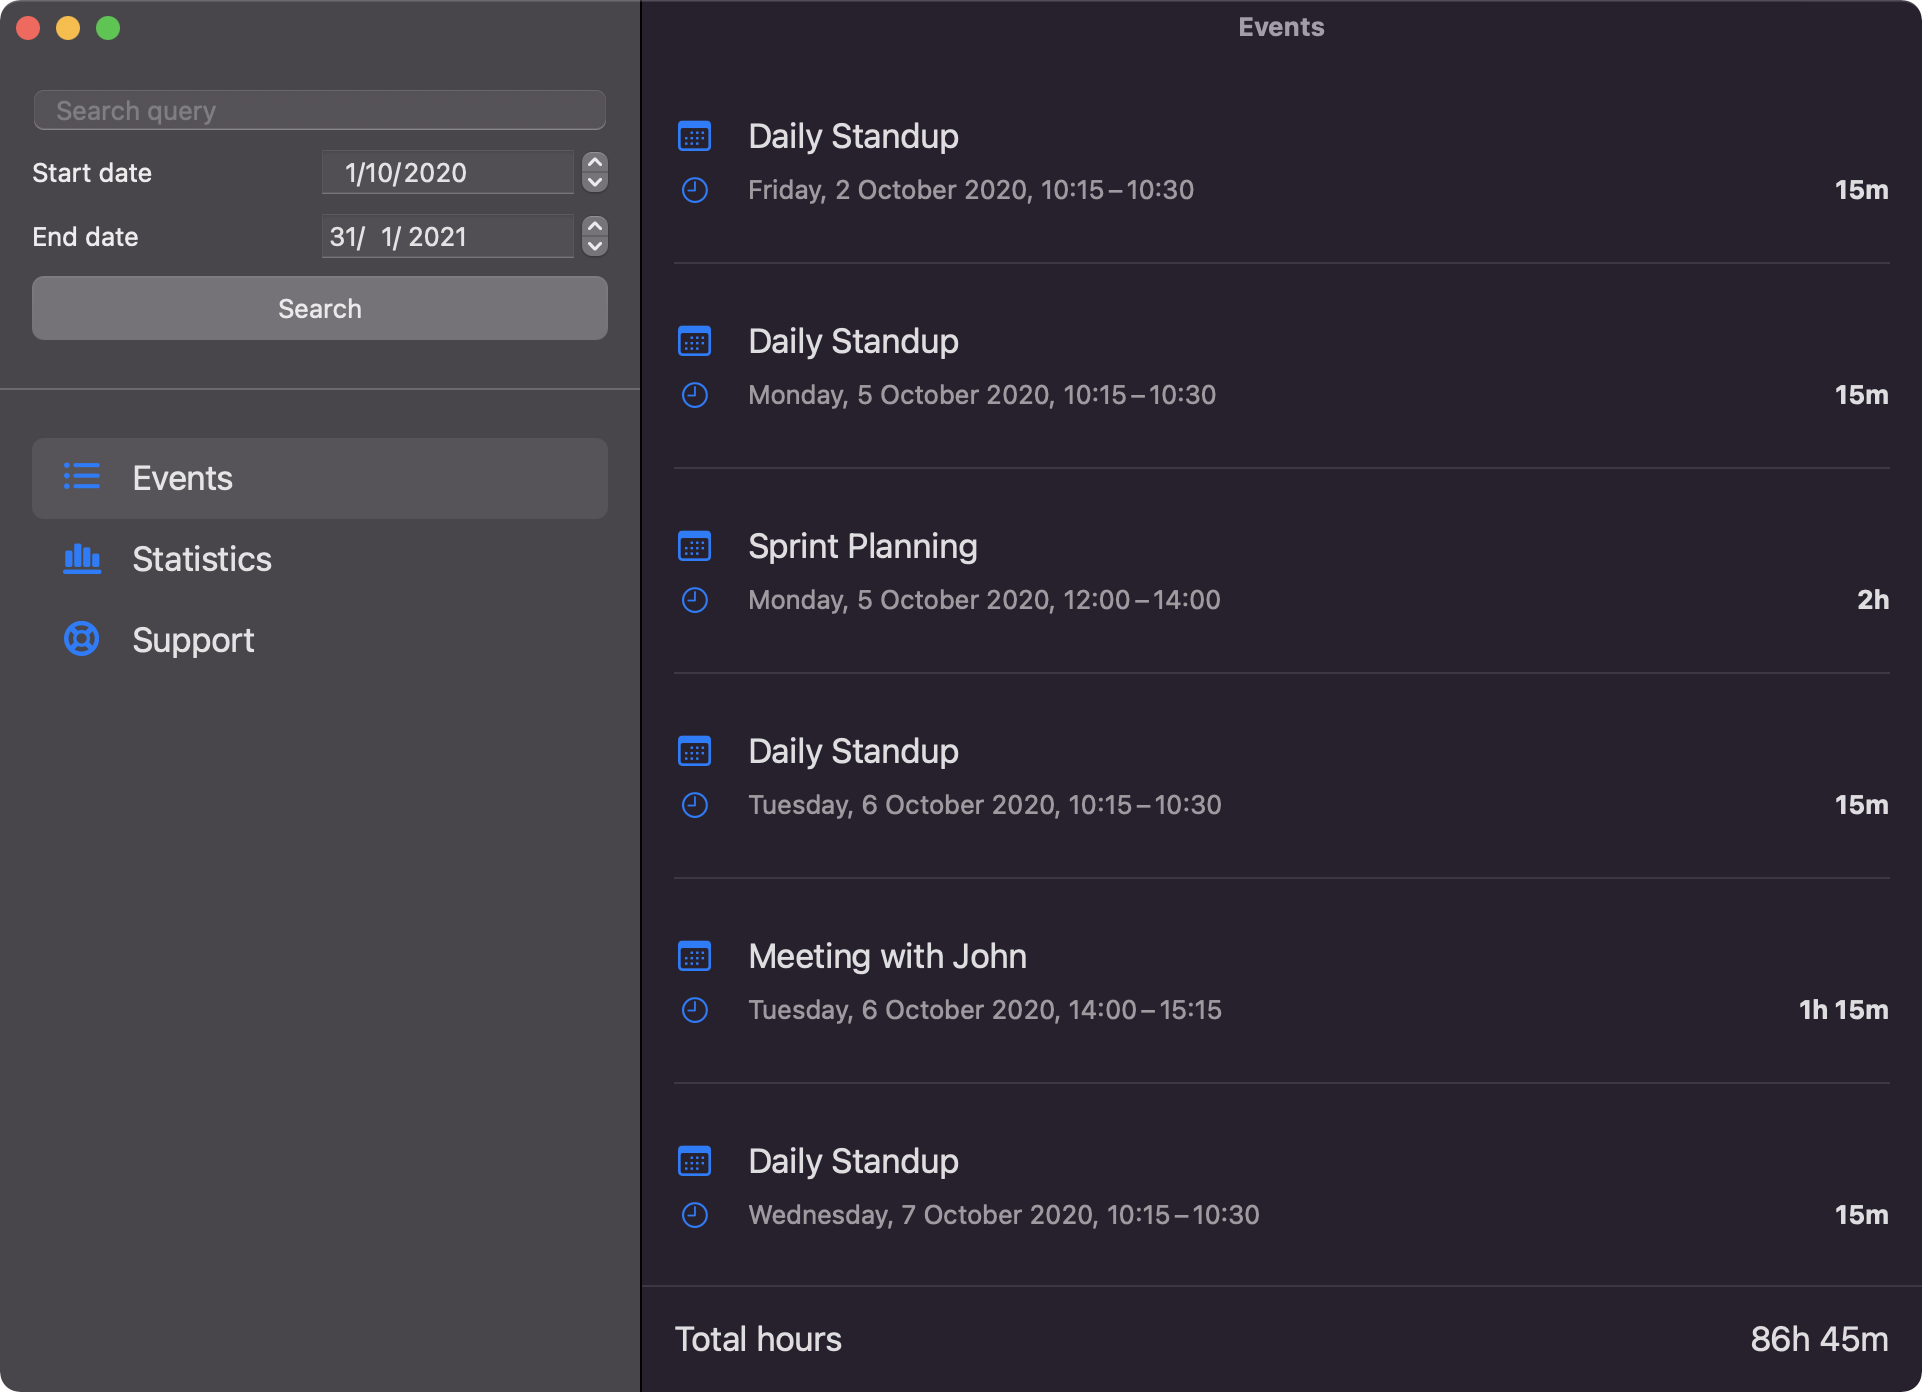 Search query
Start date 1/10/2020
End date 31/ 1/ 2021
Search
Events
Statistics
Support
Events
Daily Standup
Friday, 2 October 2020, 10:15 – 10:30 15m
Daily Standup
Monday, 5 October 2020, 10:15 – 10:30 15m
Sprint Planning
Monday, 5 October 2020, 12:00 – 14:00 2h
Daily Standup
Tuesday, 6 October 2020, 10:15 – 10:30 15m
Meeting with John
Tuesday, 6 October 2020, 14:00 – 15:15 1h 15m
Daily Standup
Wednesday, 7 October 2020, 10:15 – 10:30 15m
Total hours 86h 45m